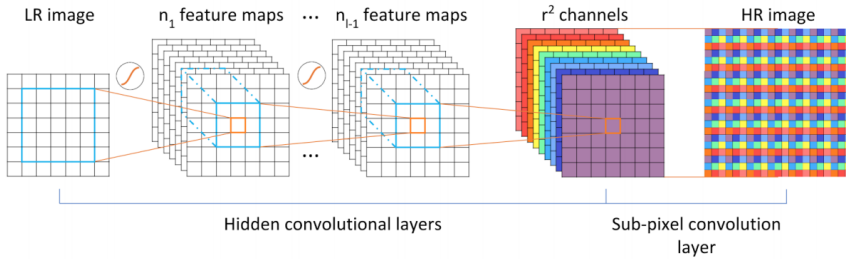 LR image
n1 feature maps
...
nl-1 feature maps
r² channels
HR image
...
Hidden convolutional layers
Sub-pixel convolution
layer